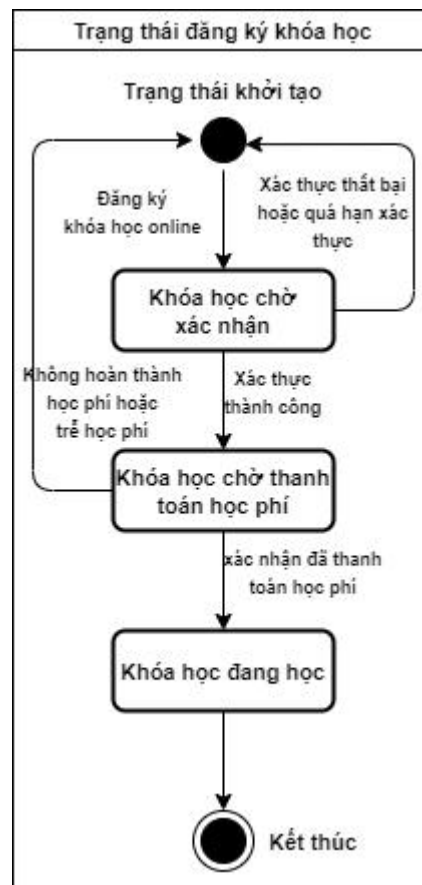 Trạng thái đăng ký khóa học
Trạng thái khởi tạo
Đăng ký
khóa học online
Xác thực thất bại
hoặc quá hạn xác
thực
Khóa học chờ
xác nhận
Không hoàn thành
học phí hoặc
trễ học phí
Xác thực
thành công
Khóa học chờ thanh
toán học phí
xác nhận đã thanh
toán học phí
Khóa học đang học
Kết thúc